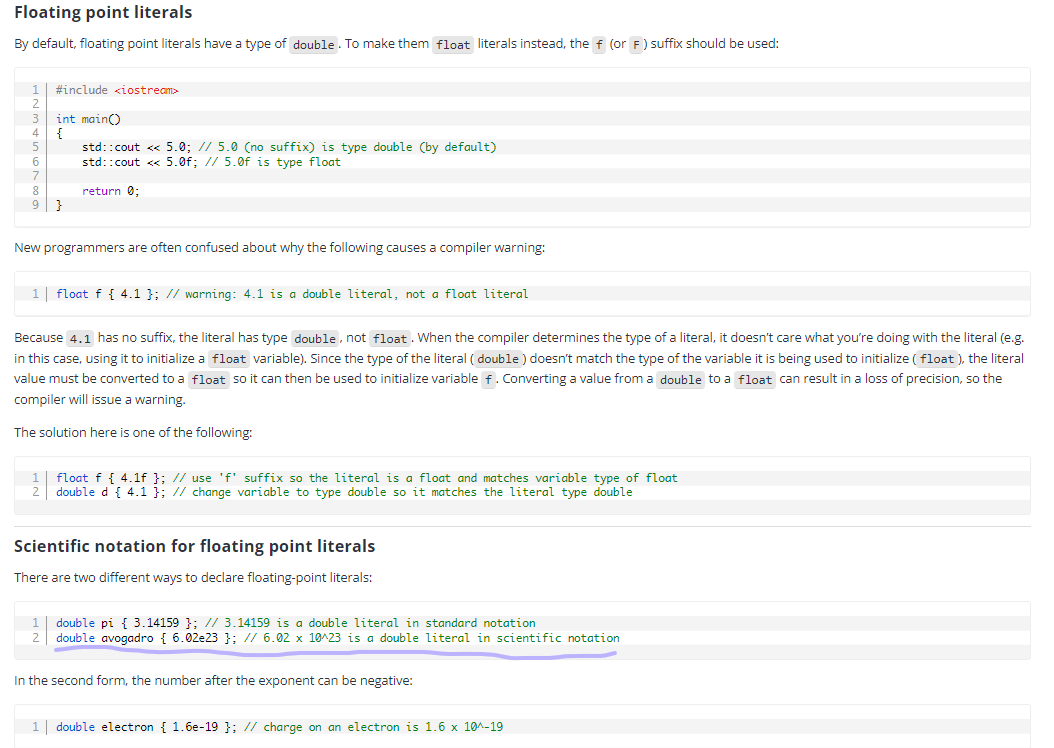 Floating point literals
By default, floating point literals have a type of double. To make them float literals instead, the f (or F) suffix should be used:
1 #include <iostream>
2
3 int main()
4 {
5 std::cout << 5.0; // 5.0 (no suffix) is type double (by default)
6 std::cout << 5.0f; // 5.0f is type float
7
8 return 0;
9 }
New programmers are often confused about why the following causes a compiler warning:
1 float f { 4.1 }; // warning: 4.1 is a double literal, not a float literal
Because 4.1 has no suffix, the literal has type double, not float. When the compiler determines the type of a literal, it doesn’t care what you’re doing with the literal (e.g.
in this case, using it to initialize a float variable). Since the type of the literal (double) doesn’t match the type of the variable it is being used to initialize (float), the literal
value must be converted to a float so it can then be used to initialize variable f. Converting a value from a double to a float can result in a loss of precision, so the
compiler will issue a warning.
The solution here is one of the following:
1 float f { 4.1f }; // use 'f' suffix so the literal is a float and matches variable type of float
2 double d { 4.1 }; // change variable to type double so it matches the literal type double
Scientific notation for floating point literals
There are two different ways to declare floating-point literals:
1 double pi { 3.14159 }; // 3.14159 is a double literal in standard notation
2 double avogadro { 6.02e23 }; // 6.02 x 10^23 is a double literal in scientific notation
In the second form, the number after the exponent can be negative:
1 double electron { 1.6e-19 }; // charge on an electron is 1.6 x 10^-19